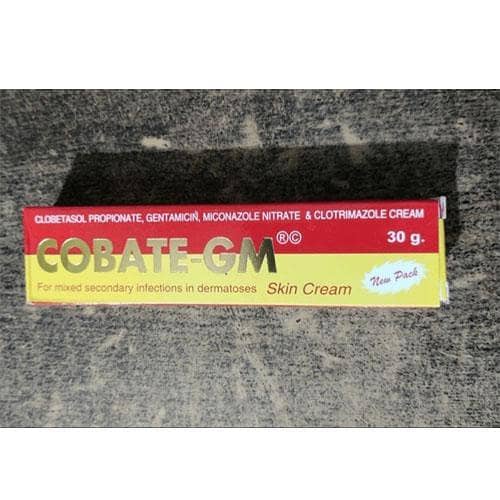 CLOBETASOL PROPIONATE, GENTAMICIN, MICONAZOLE NITRATE & CLOTRIMAZOLE CREAM
COBATE-GM ®© 30 g.
For mixed secondary infections in dermatoses Skin Cream
New Pack